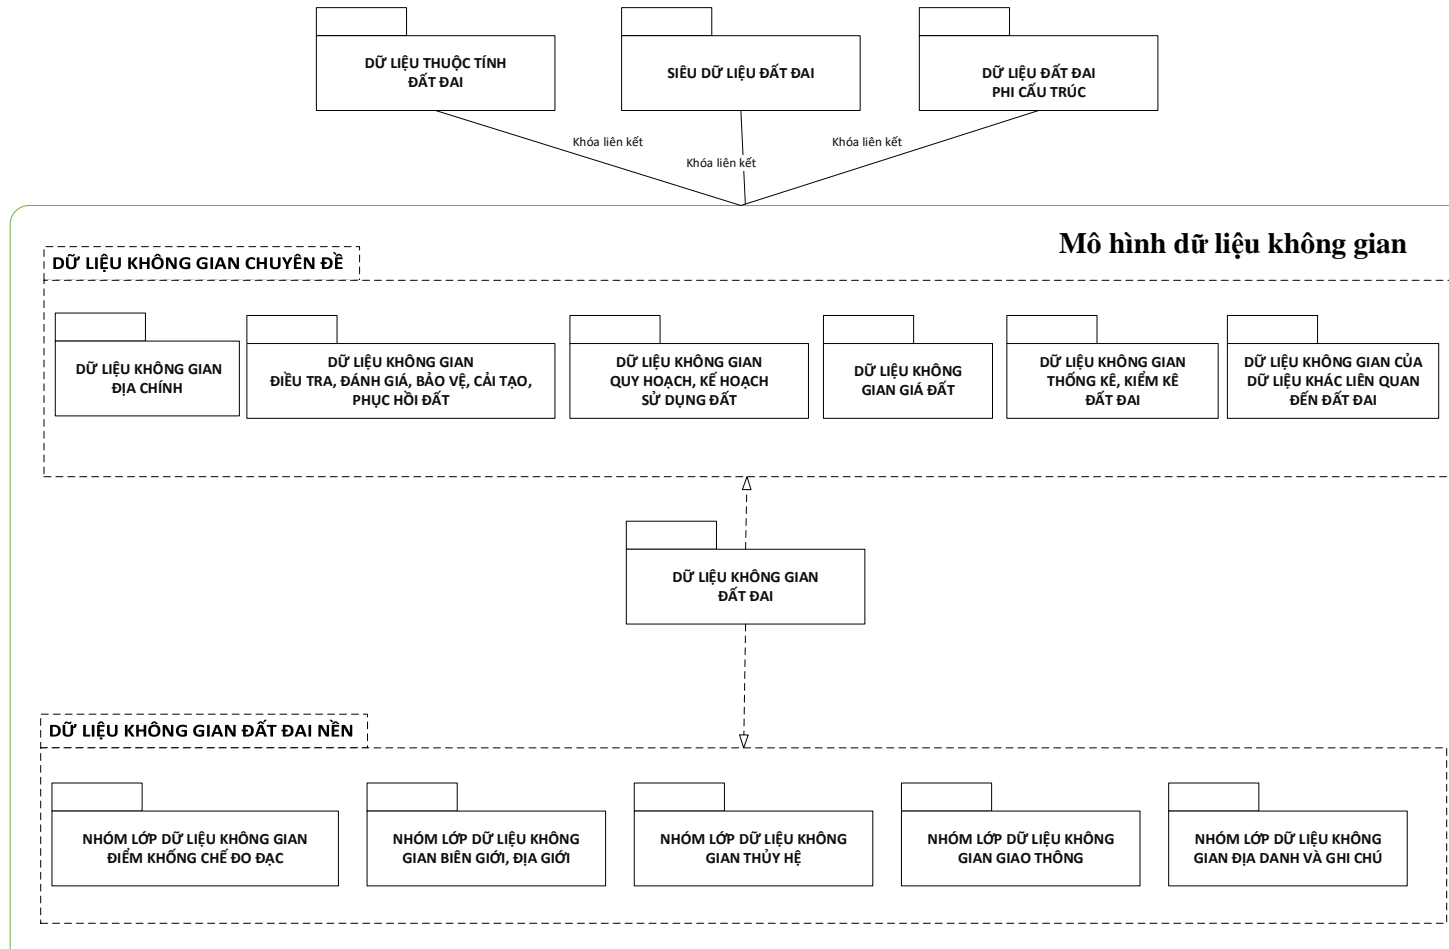 DỮ LIỆU THUỘC TÍNH
ĐẤT ĐAI
SIÊU DỮ LIỆU ĐẤT ĐAI
DỮ LIỆU ĐẤT ĐAI
PHI CẤU TRÚC
Khóa liên kết
Khóa liên kết
Khóa liên kết
Mô hình dữ liệu không gian
DỮ LIỆU KHÔNG GIAN CHUYÊN ĐỀ
DỮ LIỆU KHÔNG GIAN
ĐỊA CHÍNH
DỮ LIỆU KHÔNG GIAN
ĐIỀU TRA, ĐÁNH GIÁ, BẢO VỆ, CẢI TẠO,
PHỤC HỒI ĐẤT
DỮ LIỆU KHÔNG GIAN
QUY HOẠCH, KẾ HOẠCH
SỬ DỤNG ĐẤT
DỮ LIỆU KHÔNG
GIAN GIÁ ĐẤT
DỮ LIỆU KHÔNG GIAN
THỐNG KÊ, KIỂM KÊ
ĐẤT ĐAI
DỮ LIỆU KHÔNG GIAN CỦA
DỮ LIỆU KHÁC LIÊN QUAN
ĐẾN ĐẤT ĐAI
DỮ LIỆU KHÔNG GIAN
ĐẤT ĐAI
DỮ LIỆU KHÔNG GIAN ĐẤT ĐAI NỀN
NHÓM LỚP DỮ LIỆU KHÔNG GIAN
ĐIỂM KHỐNG CHẾ ĐO ĐẠC
NHÓM LỚP DỮ LIỆU KHÔNG
GIAN BIÊN GIỚI, ĐỊA GIỚI
NHÓM LỚP DỮ LIỆU KHÔNG
GIAN THỦY HỆ
NHÓM LỚP DỮ LIỆU KHÔNG
GIAN GIAO THÔNG
NHÓM LỚP DỮ LIỆU KHÔNG
GIAN ĐỊA DANH VÀ GHI CHÚ